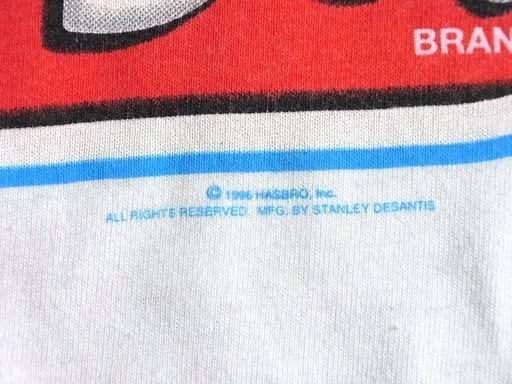 BRAN
© 1996 HASBRO, Inc.
ALL RIGHTS RESERVED. MFG. BY STANLEY DESANTIS